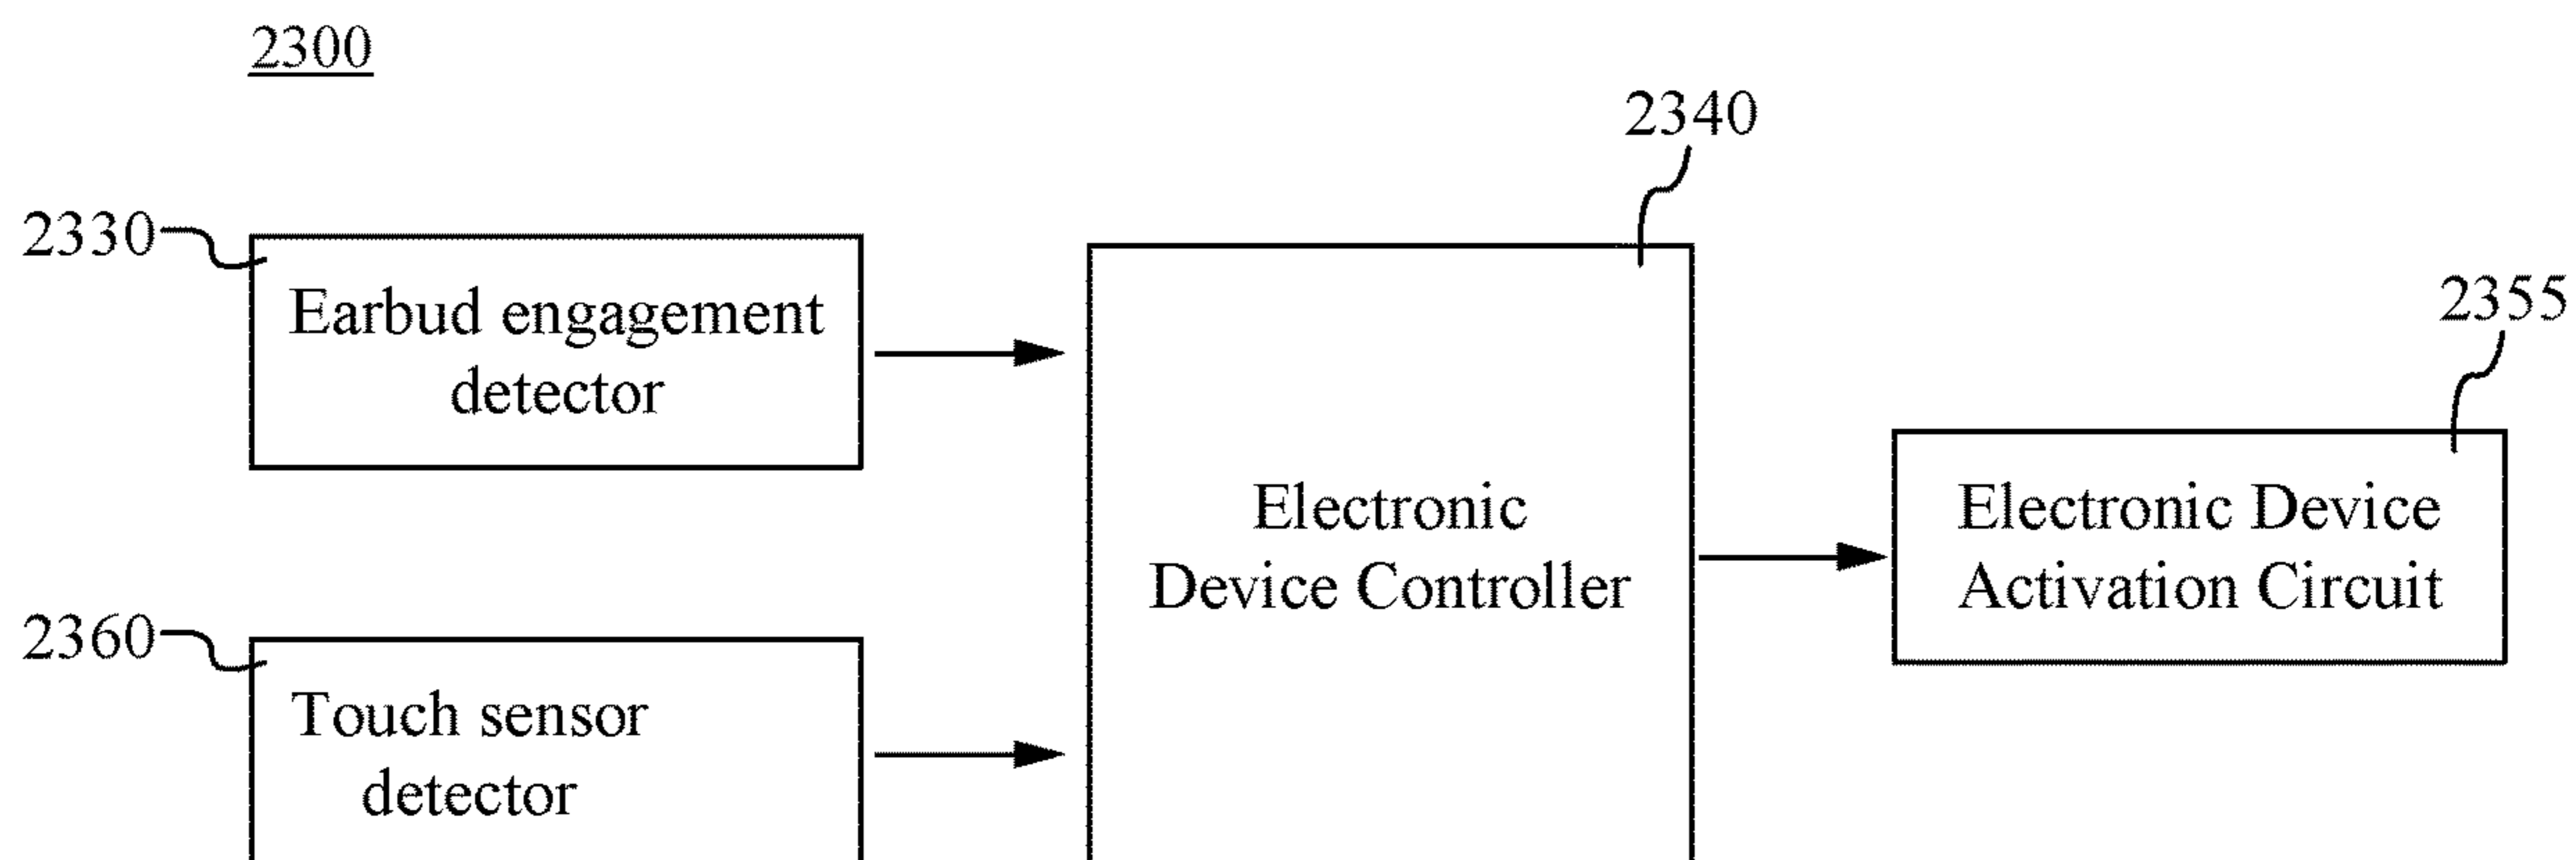 2300
2340
2330
2355
Earbud engagement
detector
Electronic
Device Controller
Electronic Device
Activation Circuit
2360
Touch sensor
detector